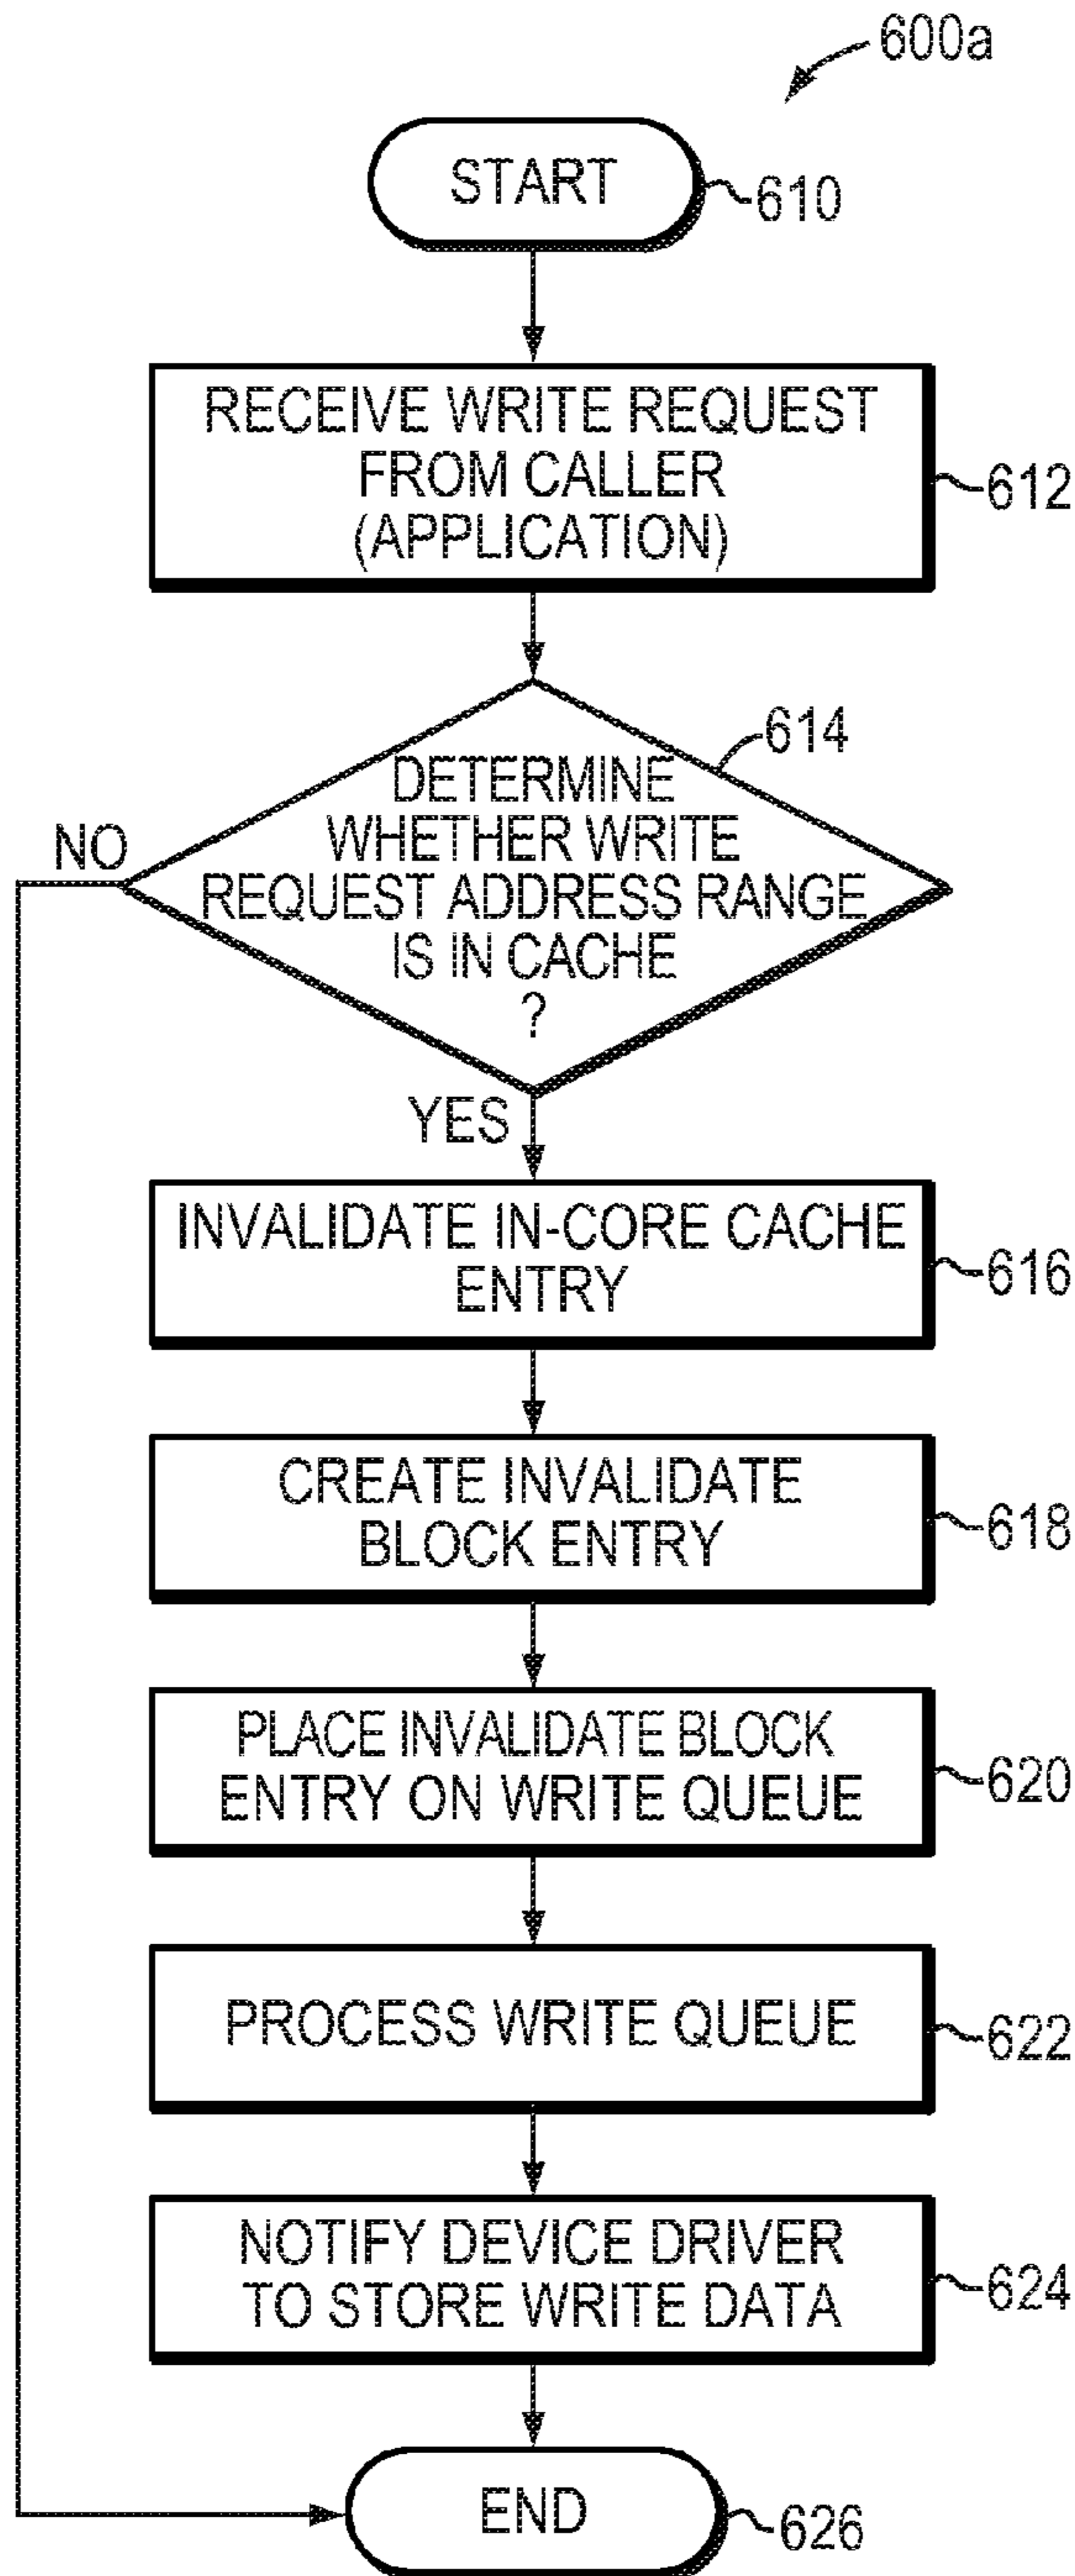 600a
START
610
RECEIVE WRITE REQUEST
FROM CALLER
(APPLICATION)
612
614
DETERMINE
WHETHER WRITE
REQUEST ADDRESS RANGE
IS IN CACHE
?
NO
YES
INVALIDATE IN-CORE CACHE
ENTRY
616
CREATE INVALIDATE
BLOCK ENTRY
618
PLACE INVALIDATE BLOCK
ENTRY ON WRITE QUEUE
620
PROCESS WRITE QUEUE
622
NOTIFY DEVICE DRIVER
TO STORE WRITE DATA
624
END
626